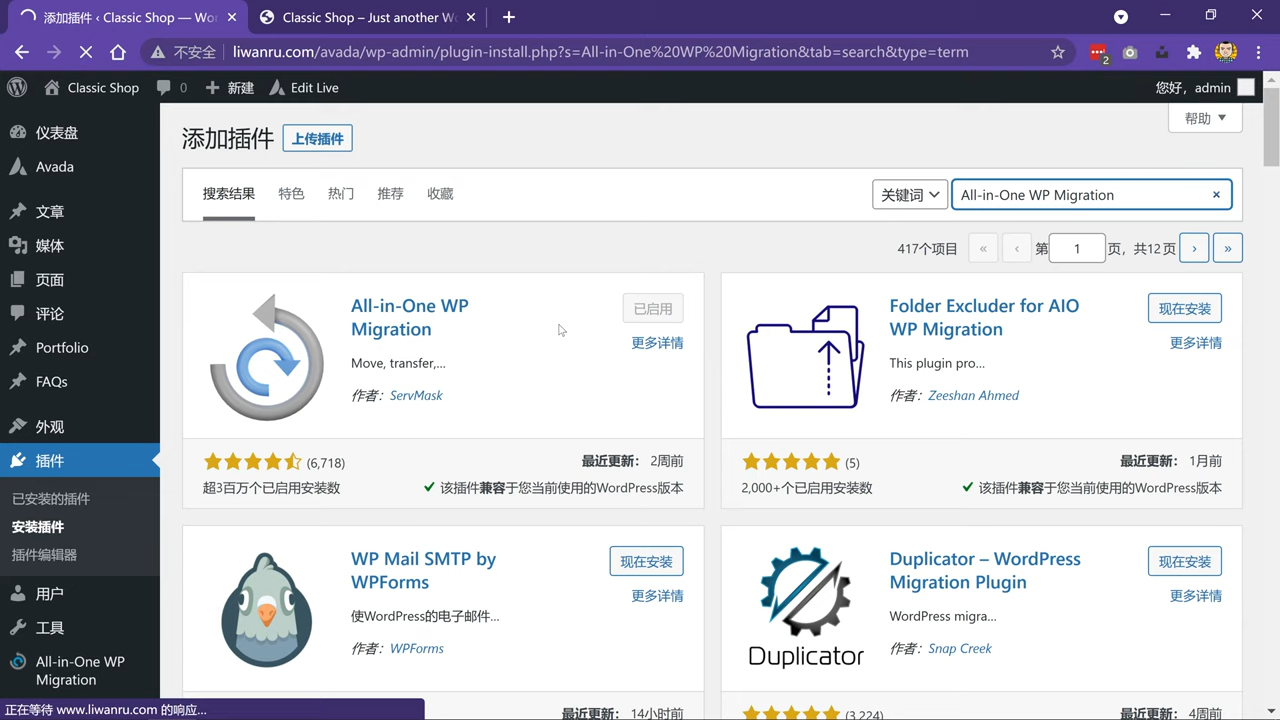 添加插件 ‹ Classic Shop — Wor
Classic Shop – Just another W
不安全
liwanru.com/avada/wp-admin/plugin-install.php?s=All-in-One%20WP%20Migration&tab=search&type=term
2
Classic Shop
0
新建
Edit Live
您好，admin
仪表盘
Avada
文章
媒体
页面
评论
Portfolio
FAQs
外观
插件
已安装的插件
安装插件
插件编辑器
用户
工具
All-in-One WP
Migration
添加插件
上传插件
帮助
搜索结果
特色
热门
推荐
收藏
关键词
All-in-One WP Migration
417个项目
«
‹
第
1
页，共12页
›
»
All-in-One WP
Migration
已启用
更多详情
Move, transfer,...
作者：ServMask
(6,718)
最近更新： 2周前
超3百万个已启用安装数
该插件兼容于您当前使用的WordPress版本
Folder Excluder for AIO
WP Migration
现在安装
更多详情
This plugin pro...
作者：Zeeshan Ahmed
(5)
最近更新： 1月前
2,000+个已启用安装数
该插件兼容于您当前使用的WordPress版本
WP Mail SMTP by
WPForms
现在安装
更多详情
使WordPress的电子邮件...
作者：WPForms
最近更新： 14小时前
Duplicator
Duplicator – WordPress
Migration Plugin
现在安装
更多详情
WordPress migra...
作者：Snap Creek
(3,224)
最近更新： 4周前
正在等待 www.liwanru.com 的响应...